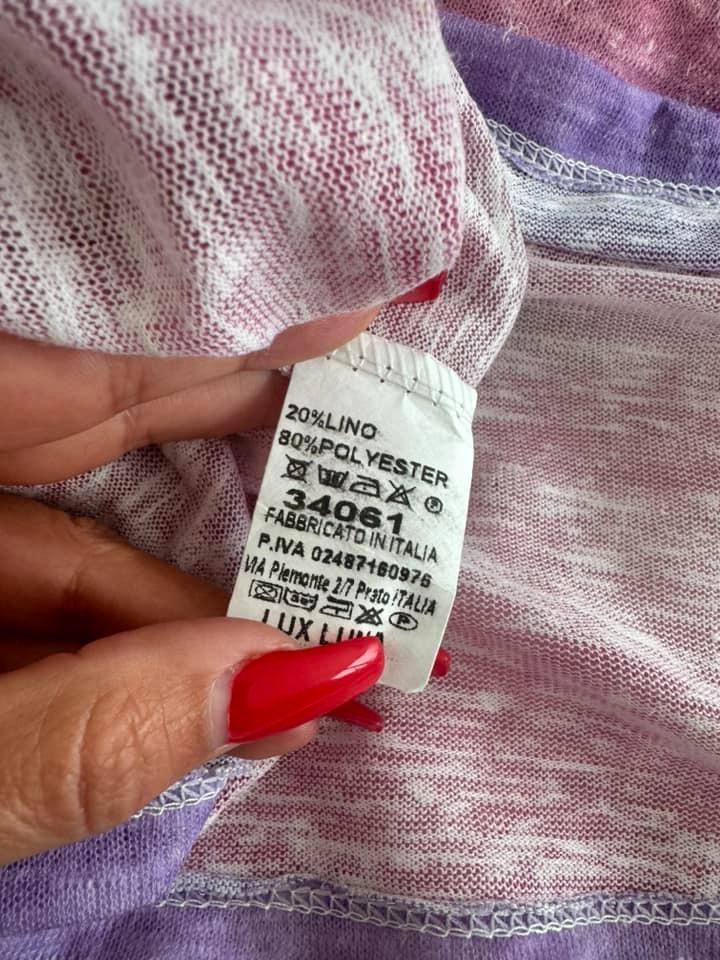 20%LINO
80%POLYESTER
34061
FABBRICATO IN ITALIA
P.IVA 02487160976
VIA Piemonte 2/7 Prato ITALIA
LUX LUNA